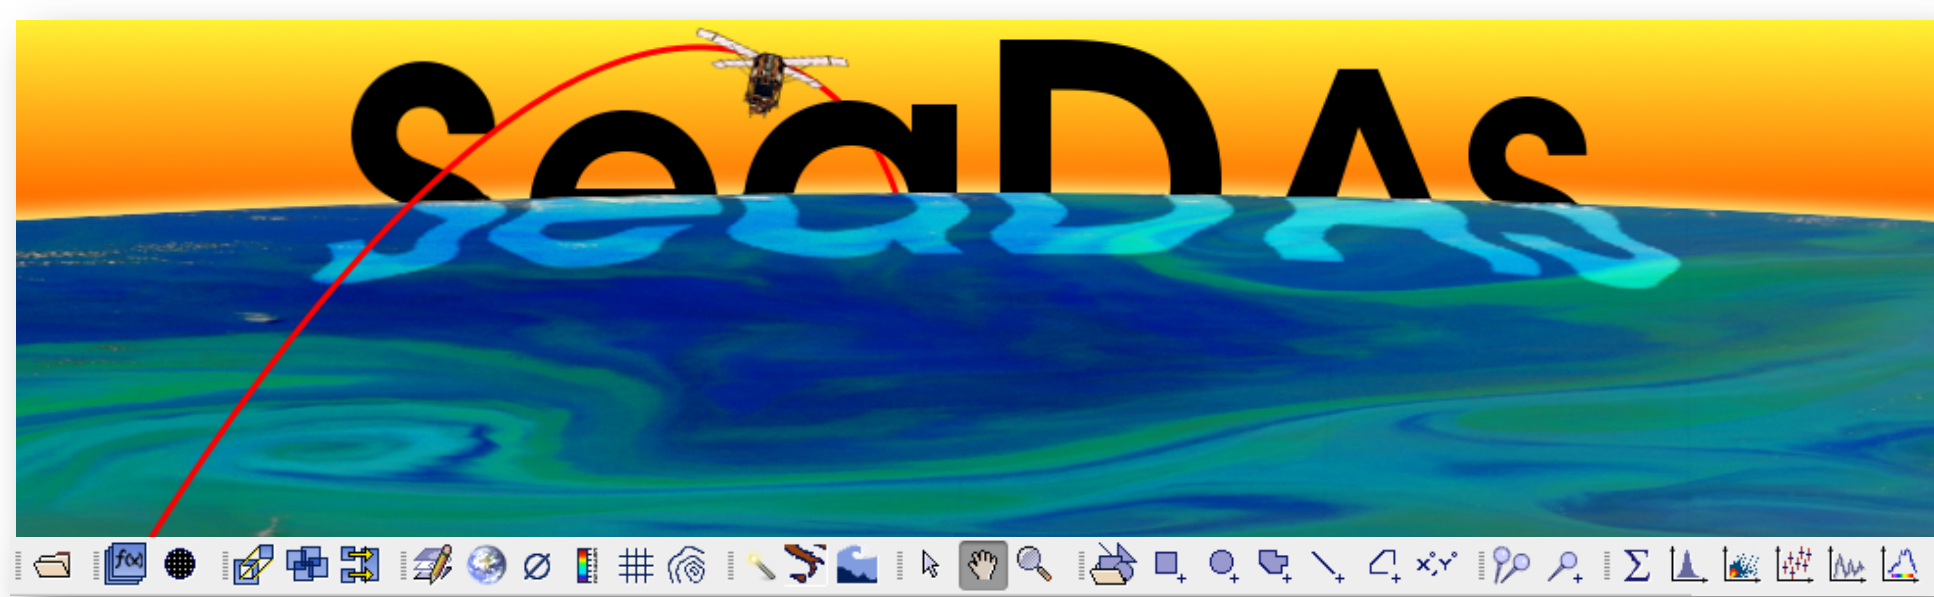 SeaDAS
f(x)
Σ
x,Y